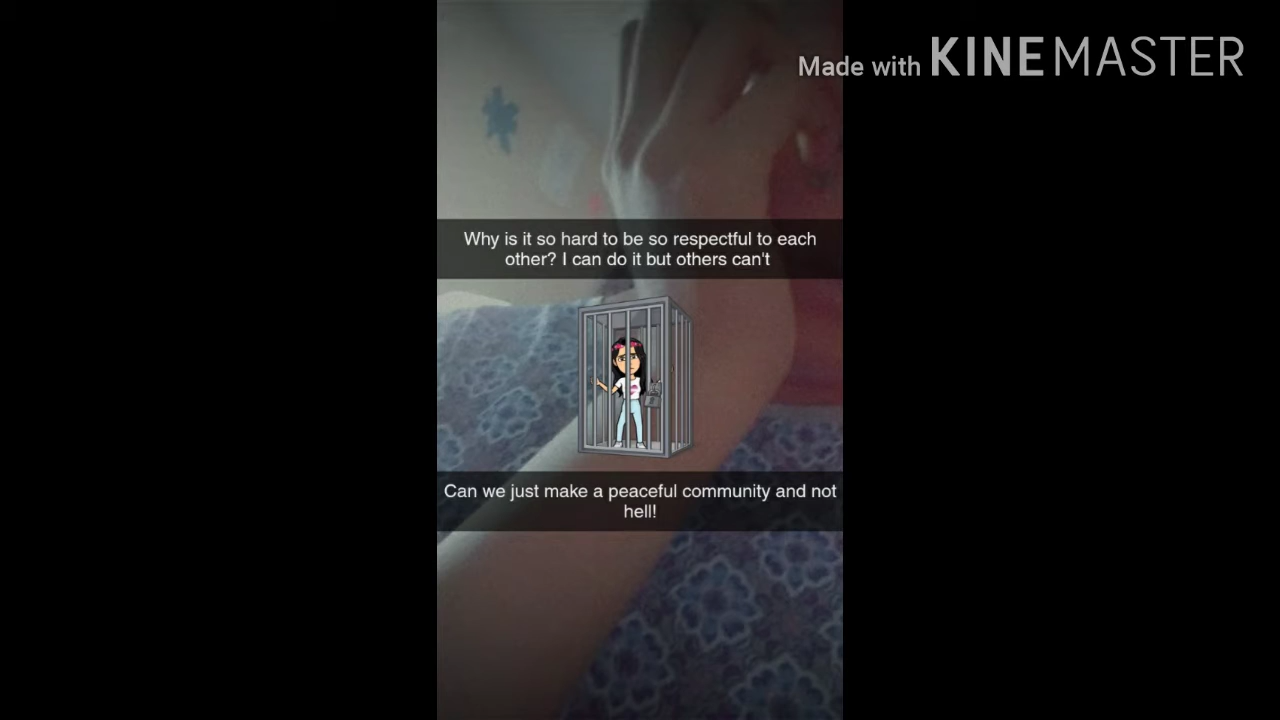 Made with KINEMASTER
Why is it so hard to be so respectful to each
other? I can do it but others can't
Can we just make a peaceful community and not
hell!